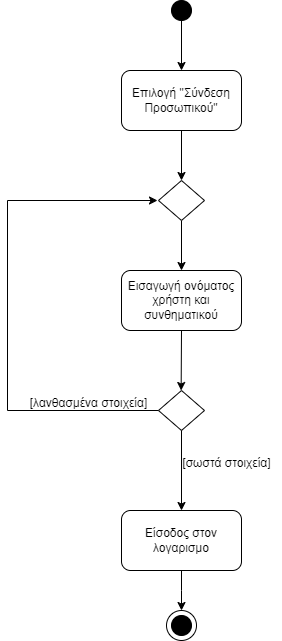 Επιλογή "Σύνδεση
Προσωπικού"
Εισαγωγή ονόματος
χρήστη και
συνθηματικού
[λανθασμένα στοιχεία]
[σωστά στοιχεία]
Είσοδος στον
λογαρισμο